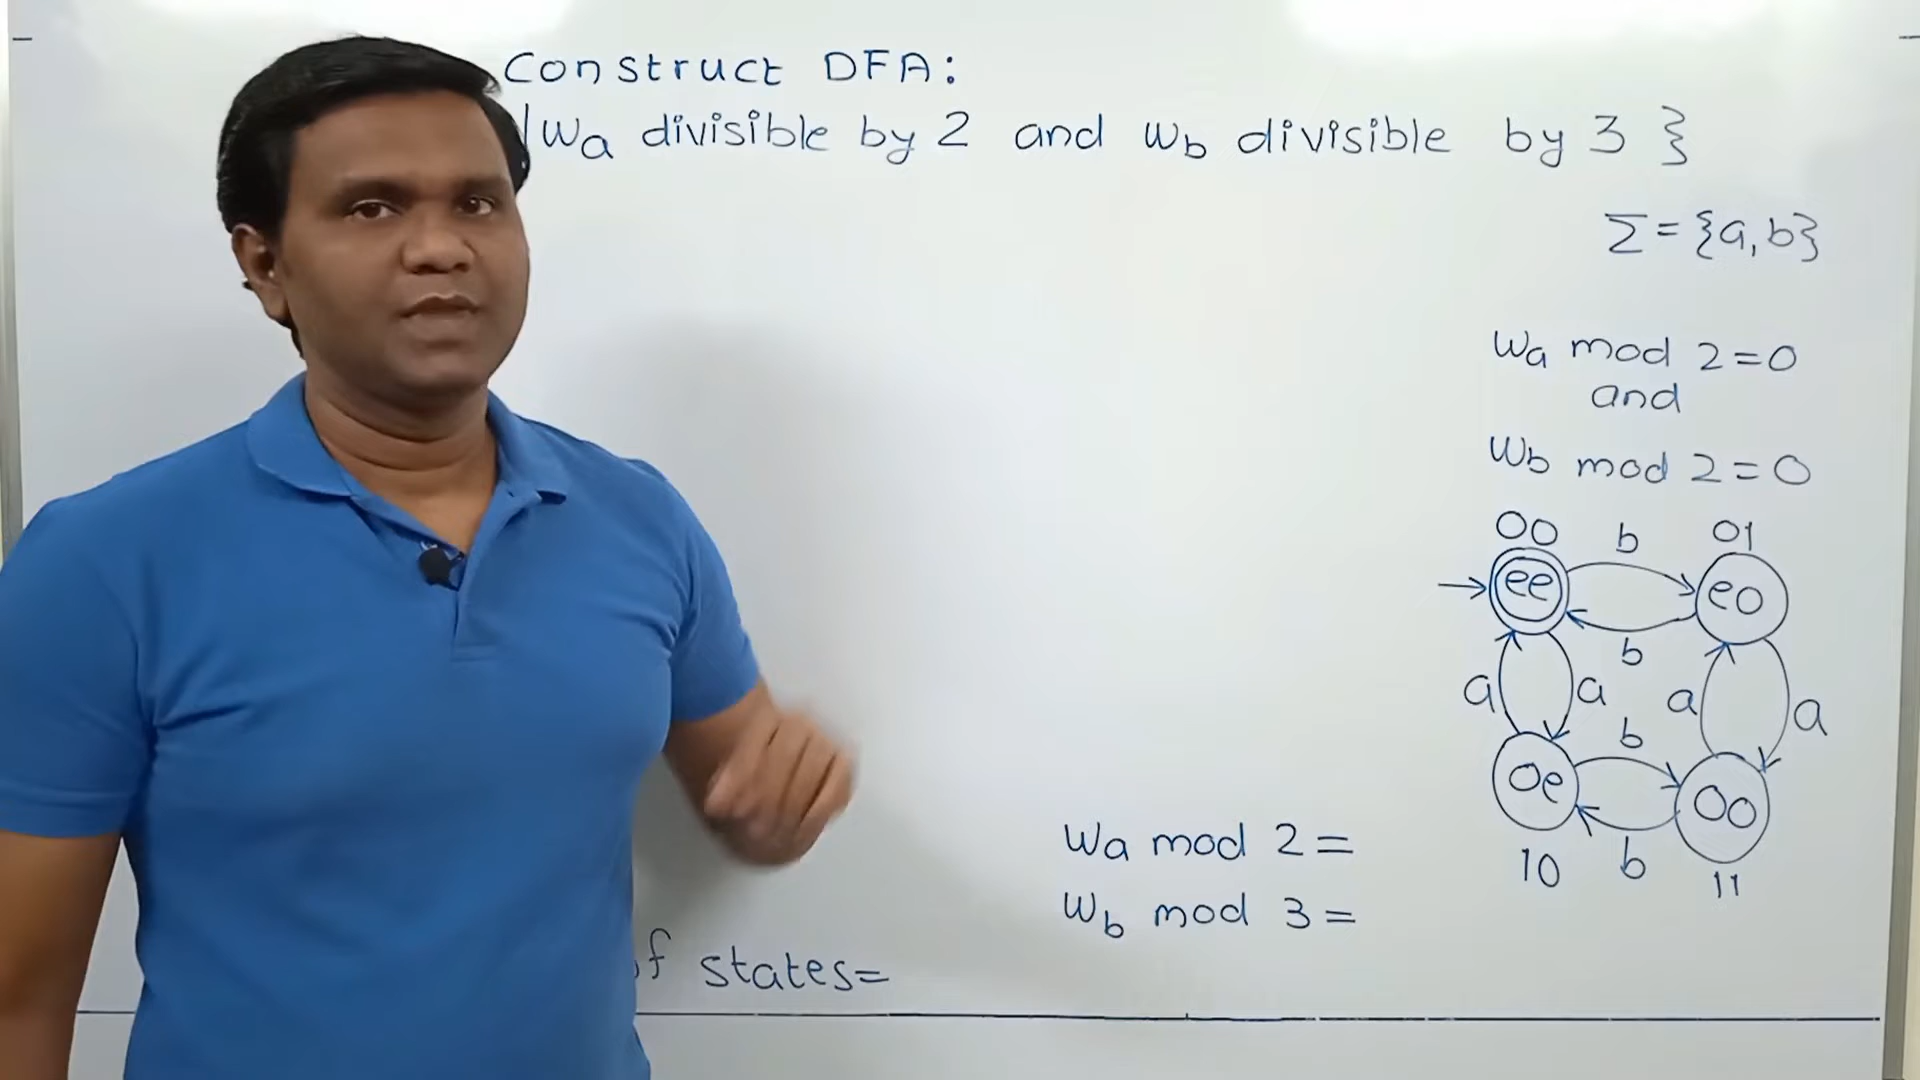 Construct DFA:
|Wa divisible by 2 and Wb divisible by 3 }
Σ = {a, b}
Wa mod 2 = 0
and
Wb mod 2 = 0
00 b 01
ee eo
b
a a a a
b
oe oo
10 b 11
Wa mod 2 =
Wb mod 3 =
f states=